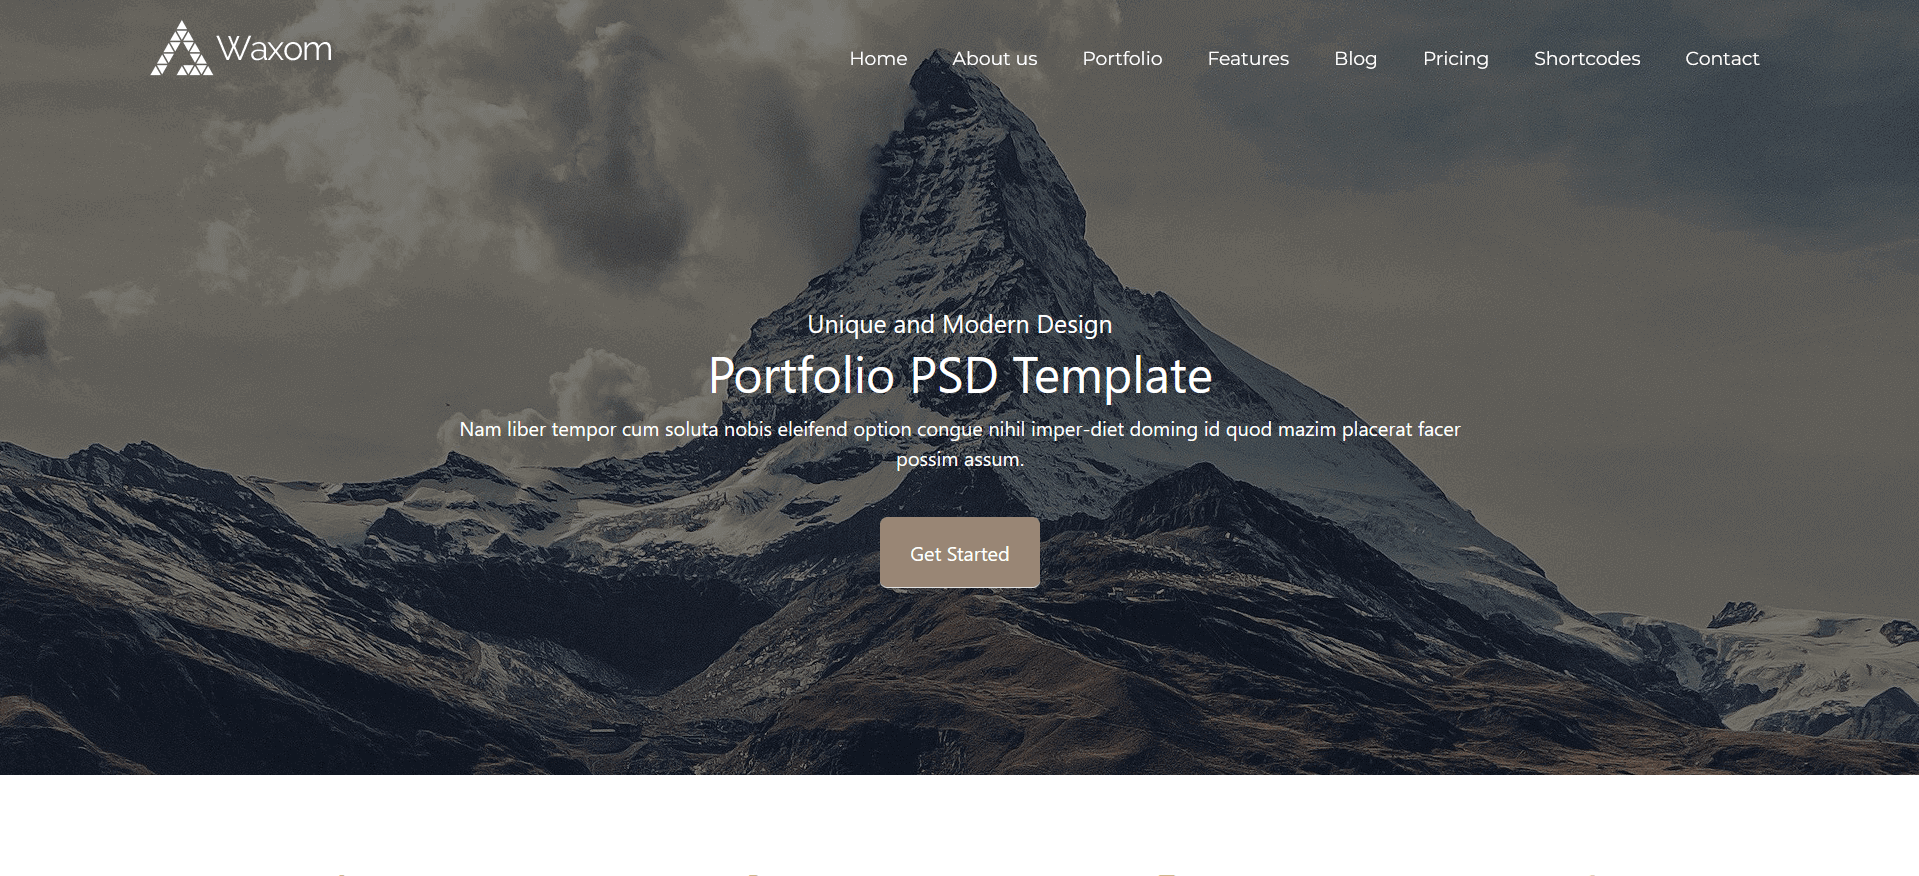 Waxom
Home About us Portfolio Features Blog Pricing Shortcodes Contact
Unique and Modern Design
Portfolio PSD Template
Nam liber tempor cum soluta nobis eleifend option congue nihil imper-diet doming id quod mazim placerat facer
possim assum.
Get Started